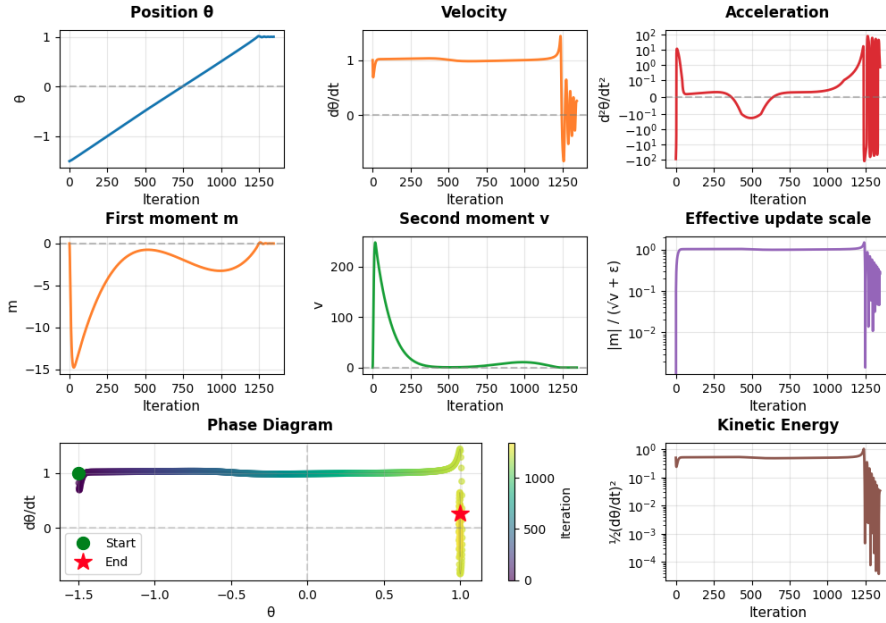 Position θ
θ
1
0
−1
0 250 500 750 1000 1250
Iteration
Velocity
dθ/dt
1
0
0 250 500 750 1000 1250
Iteration
Acceleration
d²θ/dt²
10²
10¹
10⁰
10⁻¹
0
−10⁻¹
−10⁰
−10¹
−10²
0 250 500 750 1000 1250
Iteration
First moment m
m
0
−5
−10
−15
0 250 500 750 1000 1250
Iteration
Second moment v
v
200
100
0
0 250 500 750 1000 1250
Iteration
Effective update scale
|m| / (√v + ε)
10⁰
10⁻¹
10⁻²
0 250 500 750 1000 1250
Iteration
Phase Diagram
dθ/dt
1
0
Start
End
−1.5 −1.0 −0.5 0.0 0.5 1.0
θ
1000
500
0
Iteration
Kinetic Energy
½(dθ/dt)²
10⁰
10⁻¹
10⁻²
10⁻³
10⁻⁴
0 250 500 750 1000 1250
Iteration